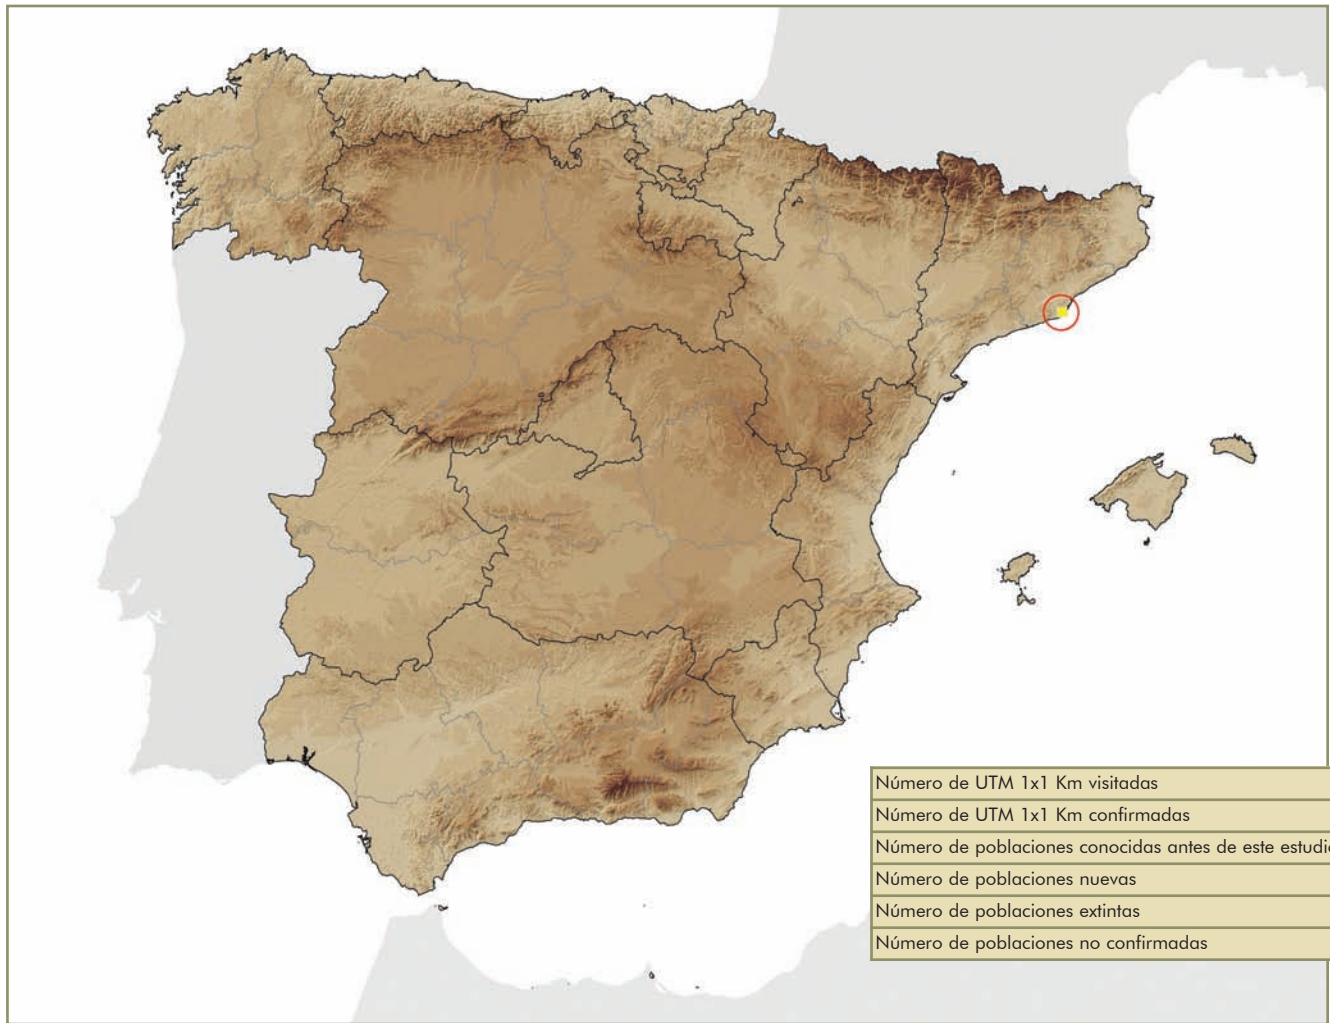 Número de UTM 1x1 Km visitadas
Número de UTM 1x1 Km confirmadas
Número de poblaciones conocidas antes de este estudi
Número de poblaciones nuevas
Número de poblaciones extintas
Número de poblaciones no confirmadas